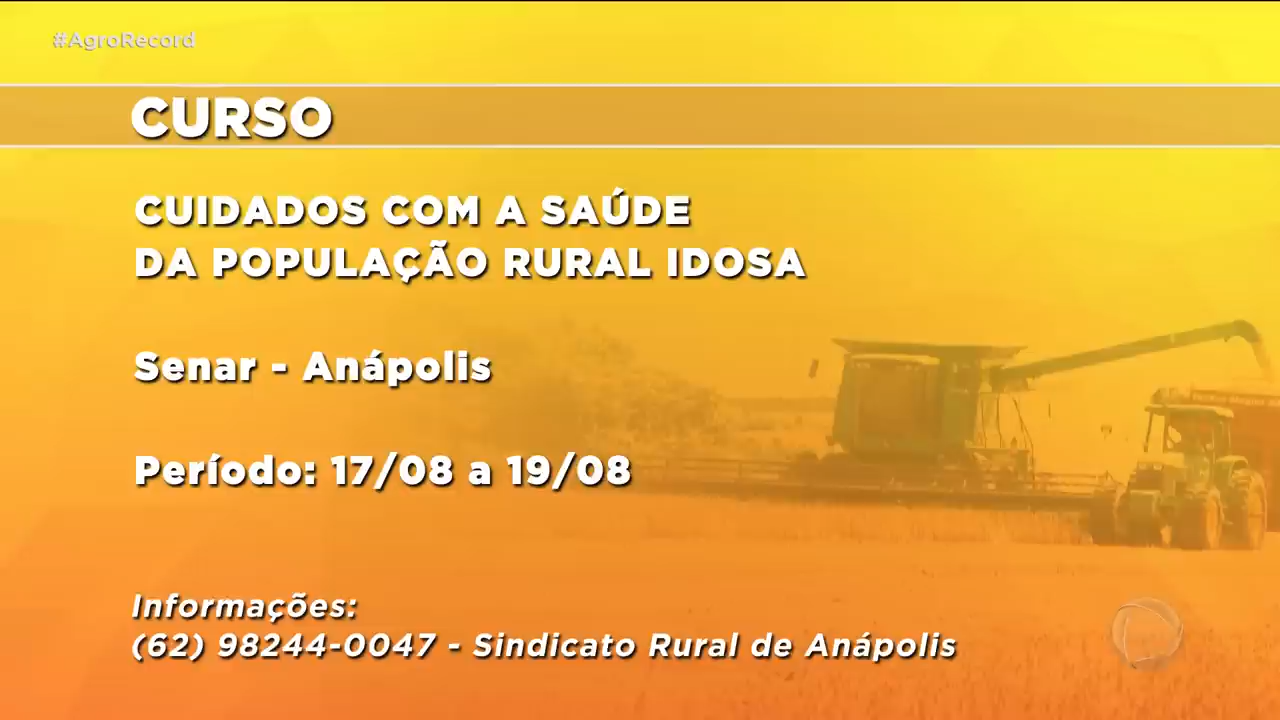 #AgroRecord
CURSO
CUIDADOS COM A SAÚDE
DA POPULAÇÃO RURAL IDOSA
Senar - Anápolis
Período: 17/08 a 19/08
Informações:
(62) 98244-0047 - Sindicato Rural de Anápolis